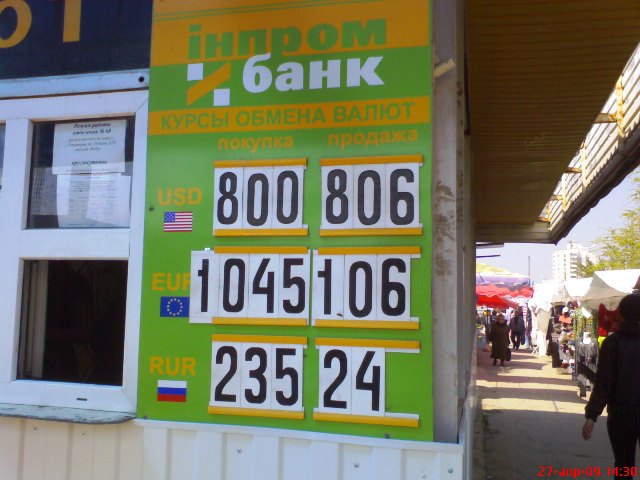 інпром
банк
КУРСЫ ОБМЕНА ВАЛЮТ
покупка продажа
USD 800 806
EUR 1045 106
RUR 235 24
27-апр-09 14:30